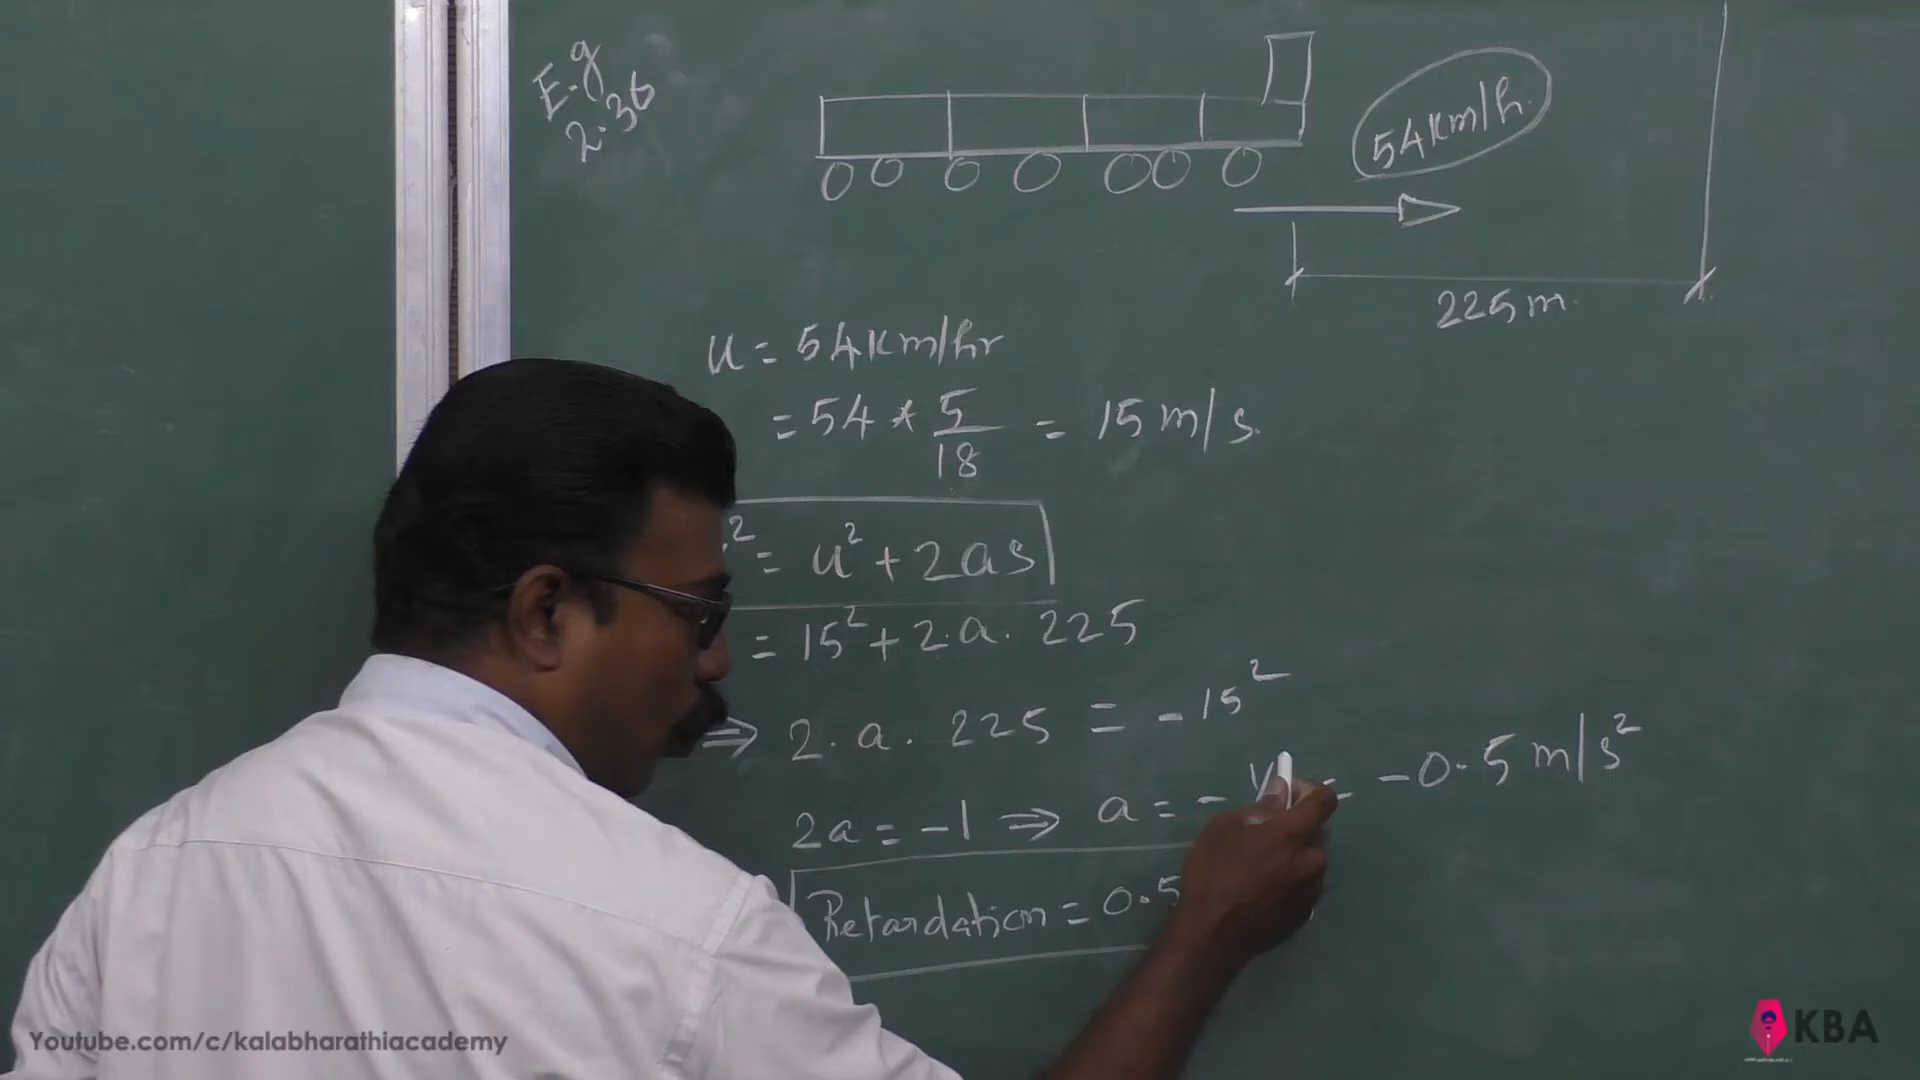 E.g
2.36
54km/h.
225m.
u = 54km/hr
= 54 * 5/18 = 15 m/s.
² = u² + 2as
= 15² + 2.a. 225
⇒ 2. a. 225 = -15²
2a = -1 ⇒ a = - = -0.5 m/s²
Retardation = 0.5
Youtube.com/c/kalabharathiacademy
KBA